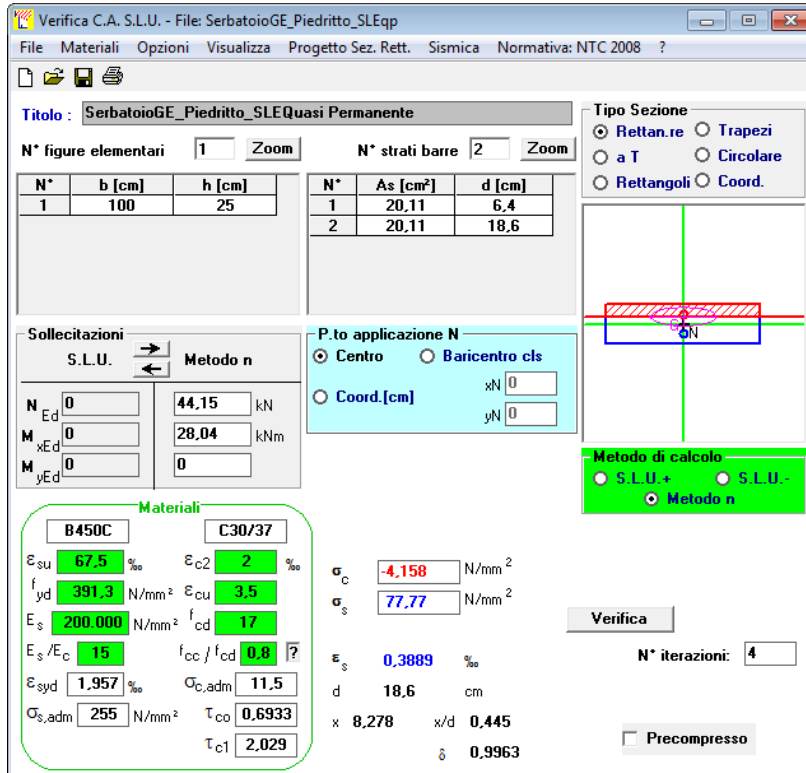 Verifica C.A. S.L.U. - File: SerbatoioGE_Piedritto_SLEqp
File Materiali Opzioni Visualizza Progetto Sez. Rett. Sismica Normativa: NTC 2008 ?
Titolo : SerbatoioGE_Piedritto_SLEQuasi Permanente
N° figure elementari 1 Zoom N° strati barre 2 Zoom
N° b [cm] h [cm]
1 100 25
N° As [cm²] d [cm]
1 20,11 6,4
2 20,11 18,6
Tipo Sezione
Rettan.re Trapezi
a T Circolare
Rettangoli Coord.
G N
Sollecitazioni
S.L.U. Metodo n
N Ed 0 44,15 kN
M xEd 0 28,04 kNm
M yEd 0 0
P.to applicazione N
Centro Baricentro cls
Coord.[cm] xN 0
yN 0
Metodo di calcolo
S.L.U.+ S.L.U.-
Metodo n
Materiali
B450C C30/37
εsu 67,5 ‰ εc2 2 ‰
fyd 391,3 N/mm² εcu 3,5
Es 200.000 N/mm² fcd 17
Es /Ec 15 fcc / fcd 0,8 ?
εsyd 1,957 ‰ σc,adm 11,5
σs,adm 255 N/mm² τco 0,6933
τc1 2,029
σc -4,158 N/mm²
σs 77,77 N/mm²
εs 0,3889 ‰
d 18,6 cm
x 8,278 x/d 0,445
δ 0,9963
Verifica
N° iterazioni: 4
Precompresso